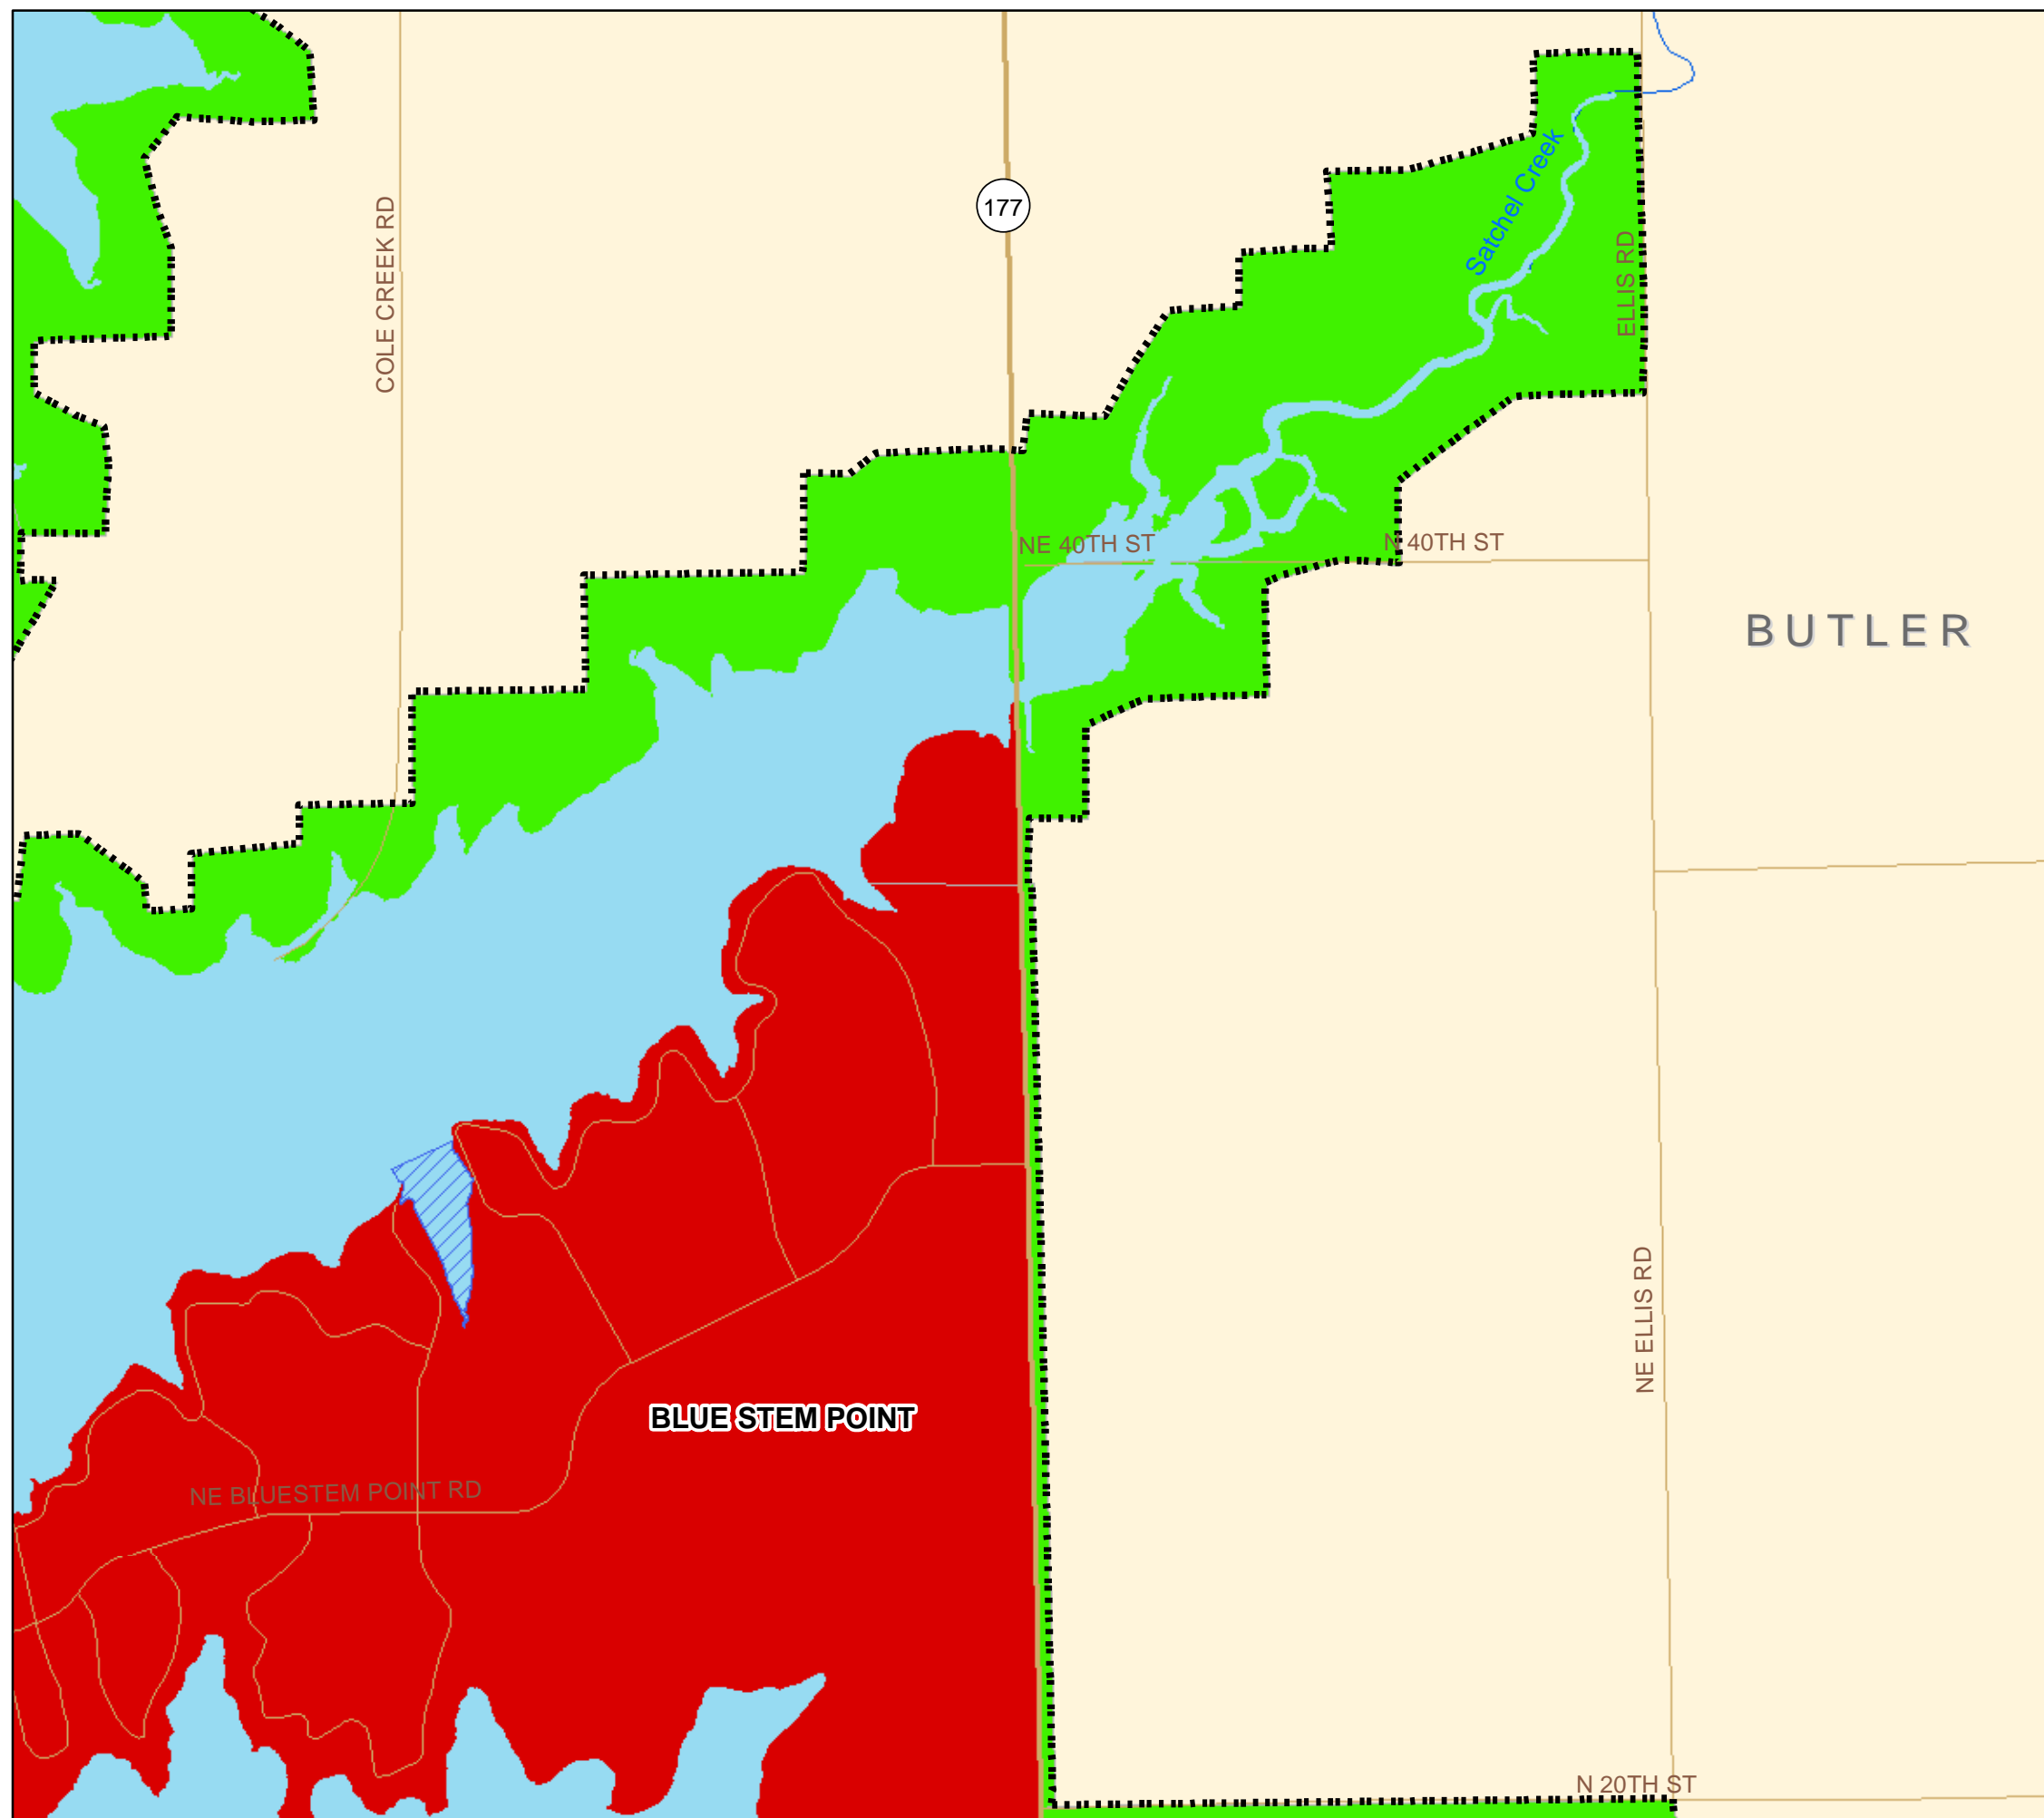 177
Satchel Creek
COLE CREEK RD
ELLIS RD
NE 40TH ST
N 40TH ST
BUTLER
NE ELLIS RD
BLUE STEM POINT
NE BLUESTEM POINT RD
N 20TH ST